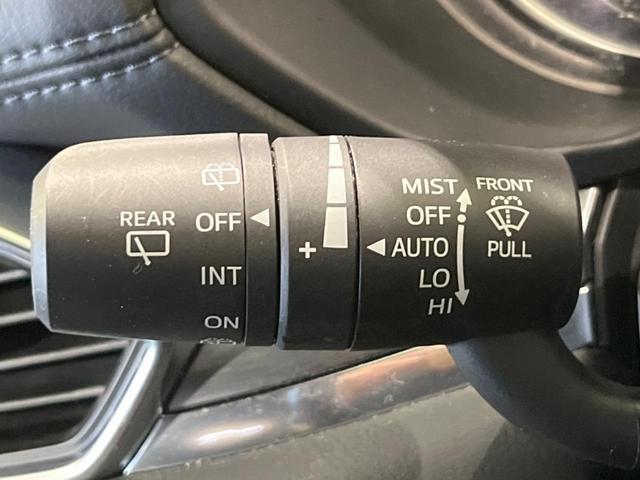 REAR
OFF
INT
ON
+
MIST
OFF
AUTO
LO
HI
FRONT
PULL